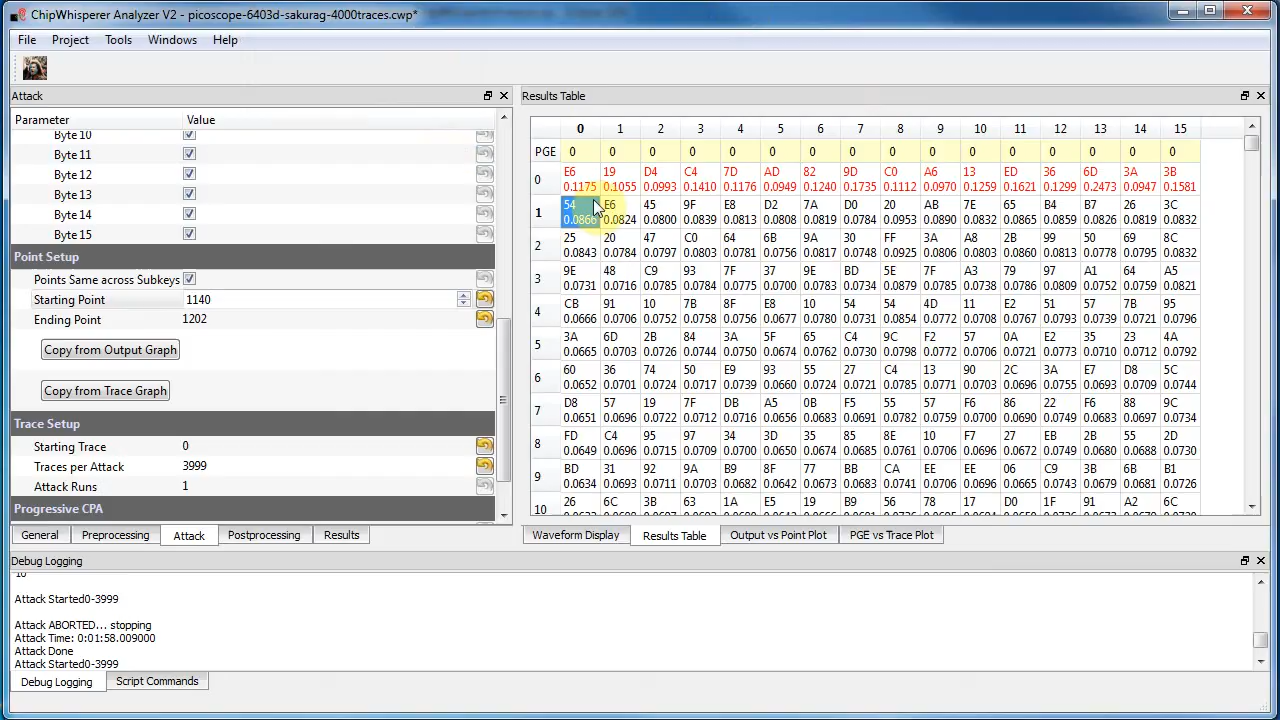 ChipWhisperer Analyzer V2 - picoscope-6403d-sakurag-4000traces.cwp*
File Project Tools Windows Help
Attack
Parameter Value
Byte 10
Byte 11
Byte 12
Byte 13
Byte 14
Byte 15
Point Setup
Points Same across Subkeys
Starting Point 1140
Ending Point 1202
Copy from Output Graph
Copy from Trace Graph
Trace Setup
Starting Trace 0
Traces per Attack 3999
Attack Runs 1
Progressive CPA
General Preprocessing Attack Postprocessing Results
Results Table
0 1 2 3 4 5 6 7 8 9 10 11 12 13 14 15
PGE 0 0 0 0 0 0 0 0 0 0 0 0 0 0 0 0
0 E6 19 D4 C4 7D AD 82 9D C0 A6 13 ED 36 6D 3A 3B
0.1175 0.1055 0.0993 0.1410 0.1176 0.0949 0.1240 0.1735 0.1112 0.0970 0.1259 0.1621 0.1299 0.2473 0.0947 0.1581
1 54 E6 45 9F E8 D2 7A D0 20 AB 7E 65 B4 B7 26 3C
0.0866 0.0824 0.0800 0.0839 0.0813 0.0808 0.0819 0.0784 0.0953 0.0890 0.0832 0.0855 0.0819 0.0826 0.0819 0.0832
2 25 20 47 C0 64 6B 9A 30 FF 3A A8 2B 99 50 69 8C
0.0843 0.0784 0.0797 0.0803 0.0781 0.0756 0.0817 0.0748 0.0925 0.0806 0.0803 0.0860 0.0813 0.0778 0.0795 0.0822
3 9E 48 C9 93 7F 37 9E BD 5E 7F A3 79 97 A1 64 A5
0.0731 0.0716 0.0785 0.0774 0.0771 0.0700 0.0783 0.0734 0.0879 0.0785 0.0738 0.0786 0.0809 0.0752 0.0759 0.0821
4 CB 91 10 7B 8F E8 10 54 54 4D 11 E2 51 57 7B 95
0.0666 0.0706 0.0752 0.0758 0.0756 0.0677 0.0780 0.0731 0.0854 0.0772 0.0711 0.0767 0.0793 0.0739 0.0721 0.0796
5 3A 6D 2B 84 3A 5F 65 C4 9C F2 57 0A E2 35 23 4A
0.0665 0.0703 0.0726 0.0744 0.0750 0.0674 0.0762 0.0730 0.0798 0.0772 0.0706 0.0721 0.0773 0.0710 0.0712 0.0792
6 60 36 74 50 E9 93 55 27 C4 13 90 2C 3A E7 D8 5C
0.0652 0.0701 0.0724 0.0717 0.0739 0.0660 0.0724 0.0721 0.0785 0.0771 0.0703 0.0696 0.0755 0.0693 0.0709 0.0744
7 D8 57 19 7F DB A5 0B F5 55 57 F6 86 22 F6 88 9C
0.0651 0.0696 0.0722 0.0712 0.0716 0.0656 0.0683 0.0691 0.0782 0.0759 0.0700 0.0690 0.0749 0.0683 0.0697 0.0734
8 FD C4 95 97 34 3D 35 85 8E 10 F7 27 EB 2B 55 2D
0.0649 0.0696 0.0715 0.0709 0.0700 0.0650 0.0674 0.0685 0.0761 0.0708 0.0696 0.0672 0.0749 0.0680 0.0688 0.0730
9 BD 31 92 9A B9 8F 77 BB CA EE EE 06 C9 3B 6B B1
0.0634 0.0693 0.0711 0.0703 0.0682 0.0642 0.0673 0.0683 0.0741 0.0706 0.0693 0.0665 0.0743 0.0679 0.0681 0.0726
10 26 6C 3B 63 1A E5 19 B9 56 78 17 D0 1F 91 A2 6C
Waveform Display Results Table Output vs Point Plot PGE vs Trace Plot
Debug Logging
10
Attack Started0-3999
Attack ABORTED... stopping
Attack Time: 0:01:58.009000
Attack Done
Attack Started0-3999
Debug Logging Script Commands